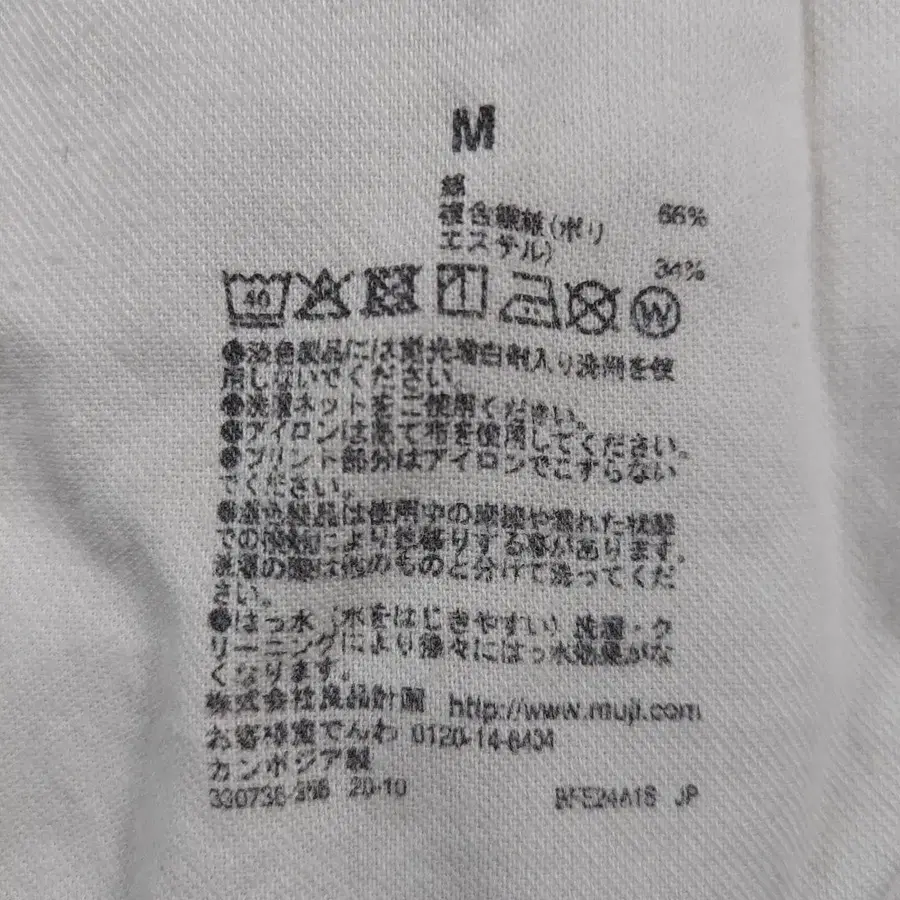 M
綿 66%
複合繊維(ポリ
エステル) 34%
40 W
●淡色製品には蛍光増白剤入り洗剤を使
用しないでください。
●洗濯ネットをご使用ください。
●アイロンは当て布を使用してください。
●プリント部分はアイロンでこすらない
でください。
●濃色製品は使用中の摩擦や濡れた状態
での摩擦により色移りする事があります。
洗濯の際は他のものと分けて洗ってくだ
さい。
●はっ水(水をはじきやすい)洗濯・ク
リーニングにより徐々にはっ水効果がな
くなります。
株式会社良品計画 http://www.muji.com
お客様室でんわ 0120-14-6404
カンボジア製
20-10 JP